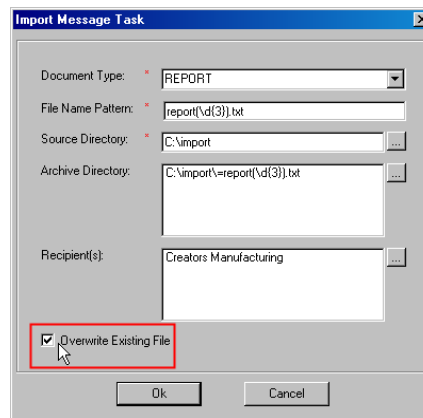 Import Message Task
Document Type: * REPORT
File Name Pattern: * report(\d{3}).txt
Source Directory: * C:\import ...
Archive Directory: C:\import\=report(\d{3}).txt ...
Recipient(s): Creators Manufacturing ...
Overwrite Existing File
Ok Cancel